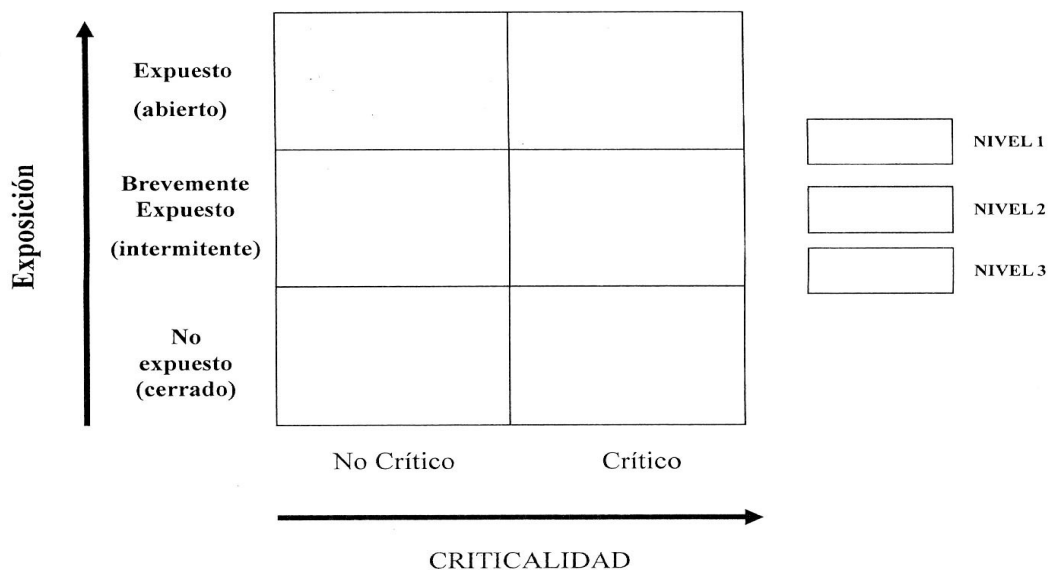 Exposición
Expuesto
(abierto)
Brevemente
Expuesto
(intermitente)
No
expuesto
(cerrado)
No Crítico
Crítico
CRITICALIDAD
NIVEL 1
NIVEL 2
NIVEL 3